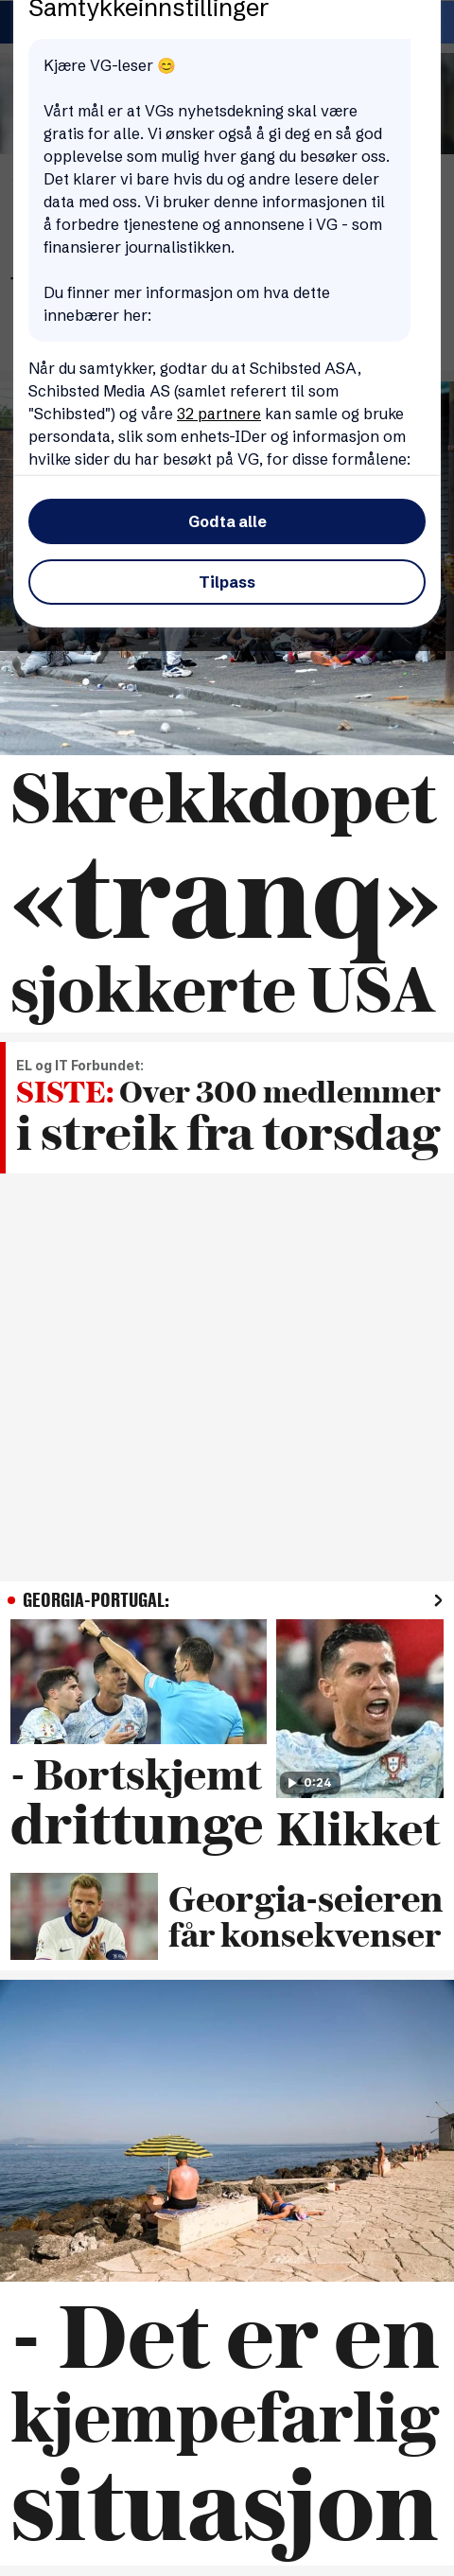 Samtykkeinnstillinger
Kjære VG-leser 😊
Vårt mål er at VGs nyhetsdekning skal være
gratis for alle. Vi ønsker også å gi deg en så god
opplevelse som mulig hver gang du besøker oss.
Det klarer vi bare hvis du og andre lesere deler
data med oss. Vi bruker denne informasjonen til
å forbedre tjenestene og annonsene i VG - som
finansierer journalistikken.
Du finner mer informasjon om hva dette
innebærer her:
Når du samtykker, godtar du at Schibsted ASA,
Schibsted Media AS (samlet referert til som
"Schibsted") og våre 32 partnere kan samle og bruke
persondata, slik som enhets-IDer og informasjon om
hvilke sider du har besøkt på VG, for disse formålene:
Godta alle
Tilpass
Skrekkdopet
«tranq»
sjokkerte USA
EL og IT Forbundet:
SISTE: Over 300 medlemmer
i streik fra torsdag
GEORGIA-PORTUGAL:
- Bortskjemt
drittunge
0:24
Klikket
Georgia-seieren
får konsekvenser
- Det er en
kjempefarlig
situasjon